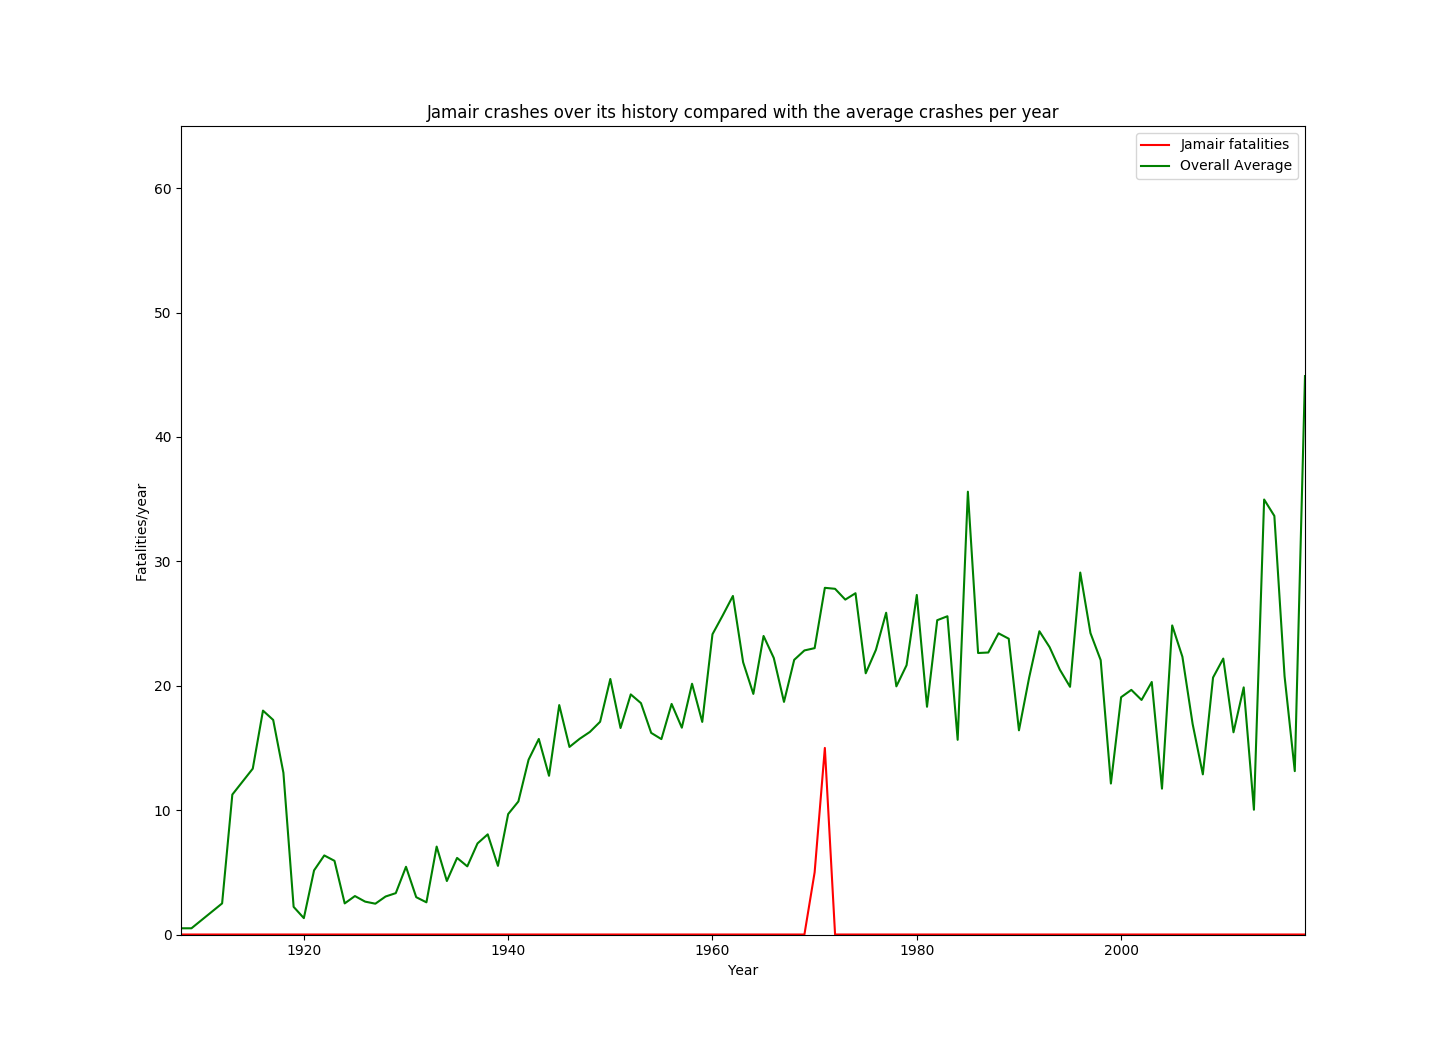 Jamair crashes over its history compared with the average crashes per year
Jamair fatalities
Overall Average
60
50
40
30
20
10
0
Fatalities/year
1920
1940
1960
1980
2000
Year